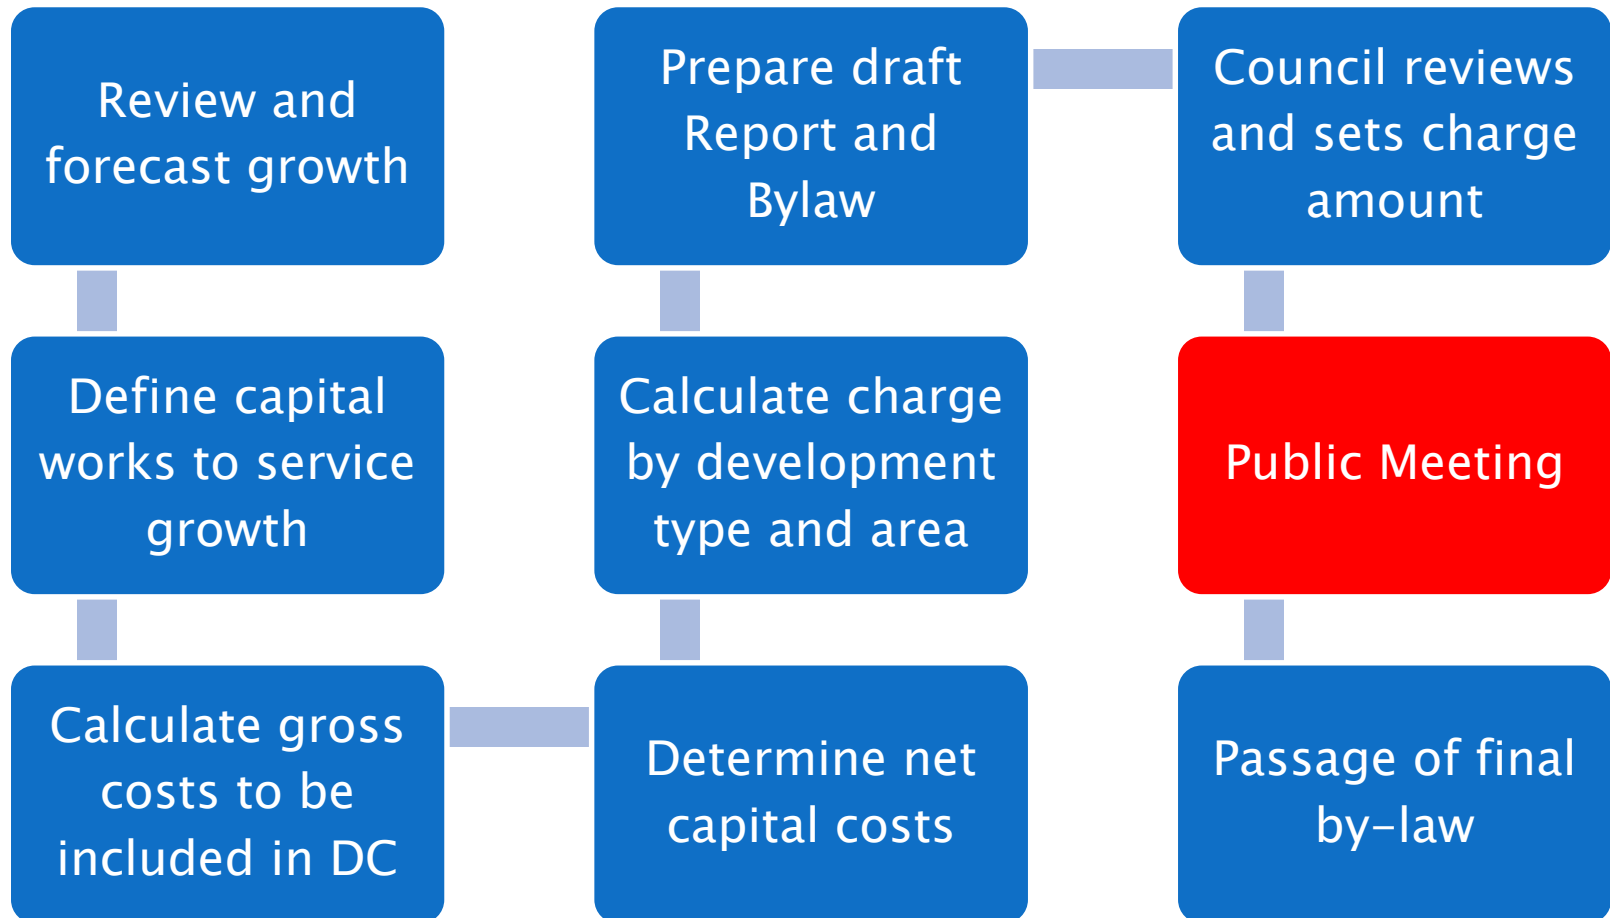 Review and
forecast growth
Define capital
works to service
growth
Calculate gross
costs to be
included in DC
Determine net
capital costs
Calculate charge
by development
type and area
Prepare draft
Report and
Bylaw
Council reviews
and sets charge
amount
Public Meeting
Passage of final
by-law